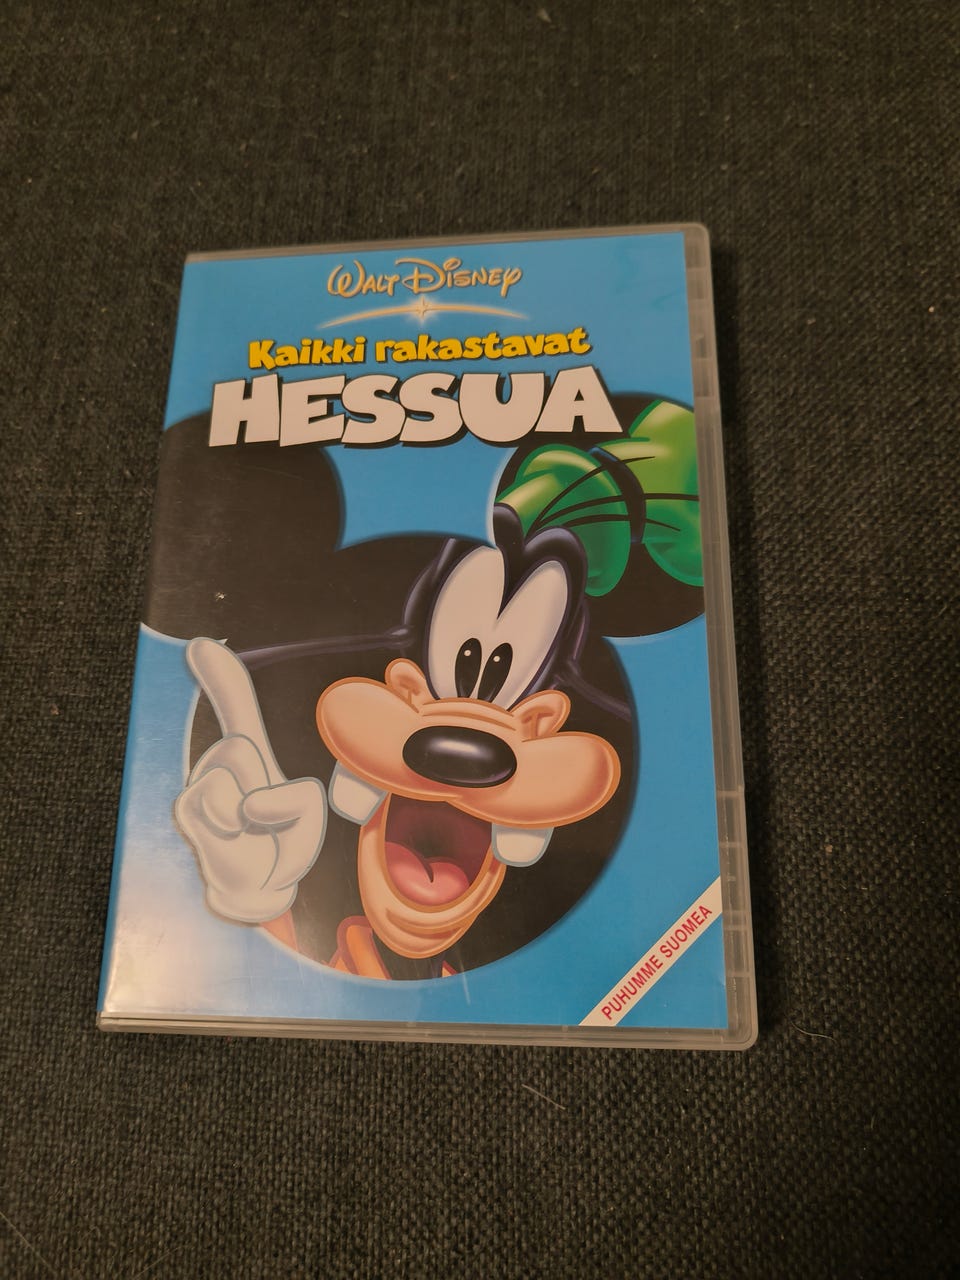 WALT DISNEY
Kaikki rakastavat
HESSUA
PUHUMME SUOMEA